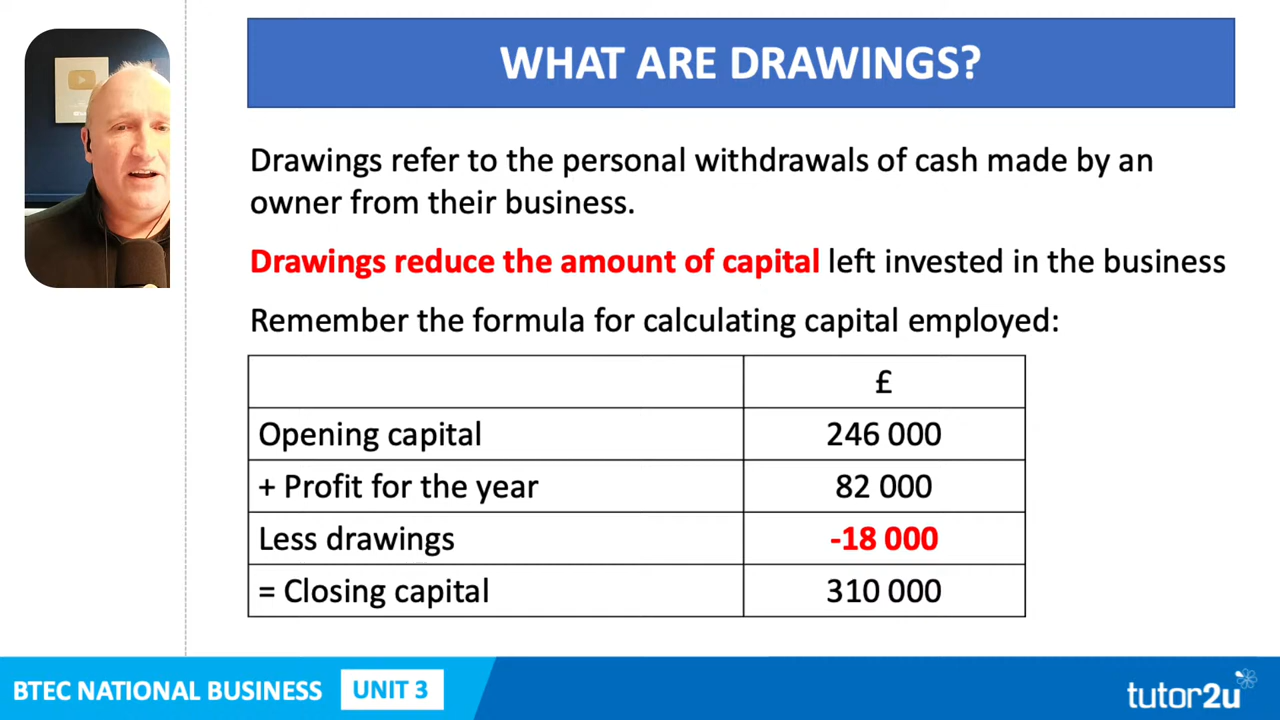 WHAT ARE DRAWINGS?
Drawings refer to the personal withdrawals of cash made by an
owner from their business.
Drawings reduce the amount of capital left invested in the business
Remember the formula for calculating capital employed:
£
Opening capital 246 000
+ Profit for the year 82 000
Less drawings -18 000
= Closing capital 310 000
BTEC NATIONAL BUSINESS UNIT 3
tutor2u